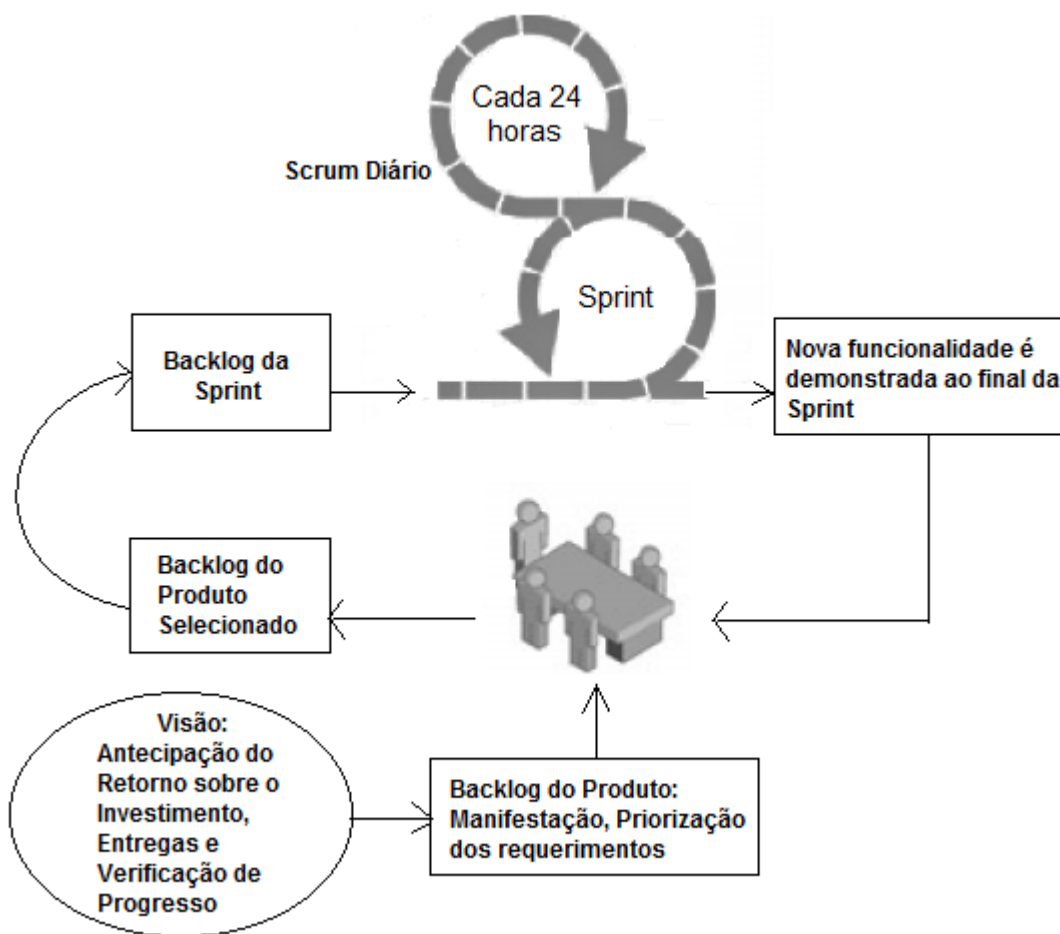 Cada 24
horas
Scrum Diário
Sprint
Backlog da
Sprint
Nova funcionalidade é
demonstrada ao final da
Sprint
Backlog do
Produto
Selecionado
Visão:
Antecipação do
Retorno sobre o
Investimento,
Entregas e
Verificação de
Progresso
Backlog do Produto:
Manifestação, Priorização
dos requerimentos